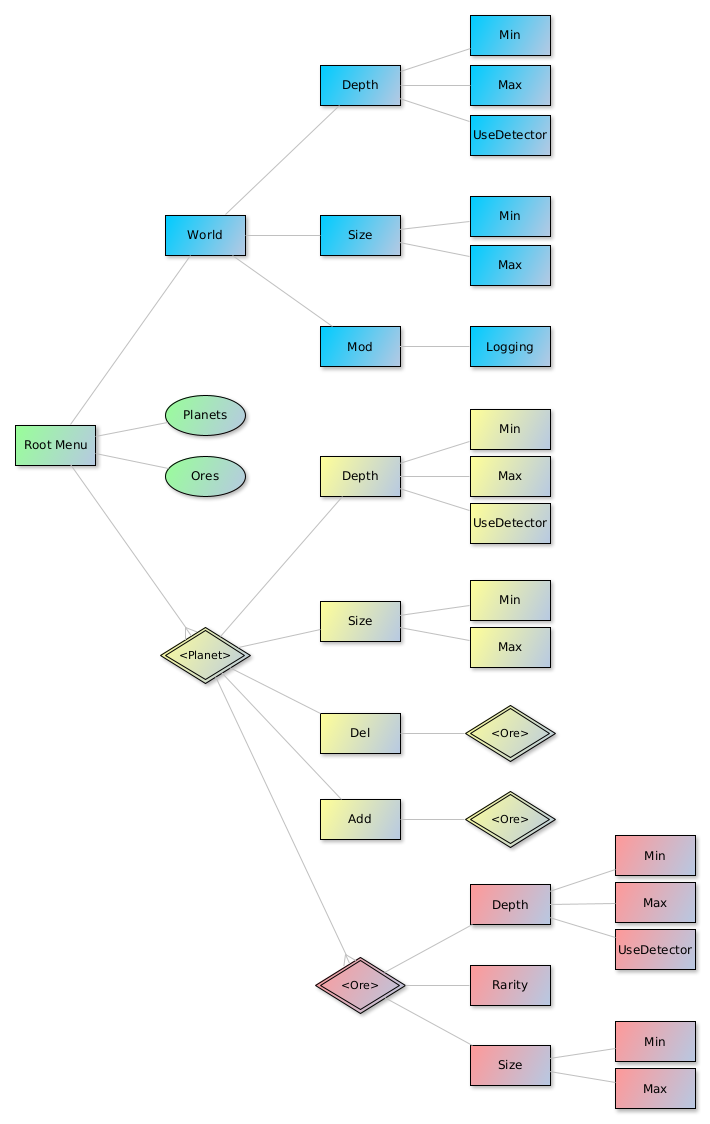 Min
Depth
Max
UseDetector
Min
World
Size
Max
Mod
Logging
Planets
Root Menu
Ores
Min
Depth
Max
UseDetector
Min
Size
Max
<Planet>
Del
<Ore>
Add
<Ore>
Min
Depth
Max
UseDetector
<Ore>
Rarity
Min
Size
Max